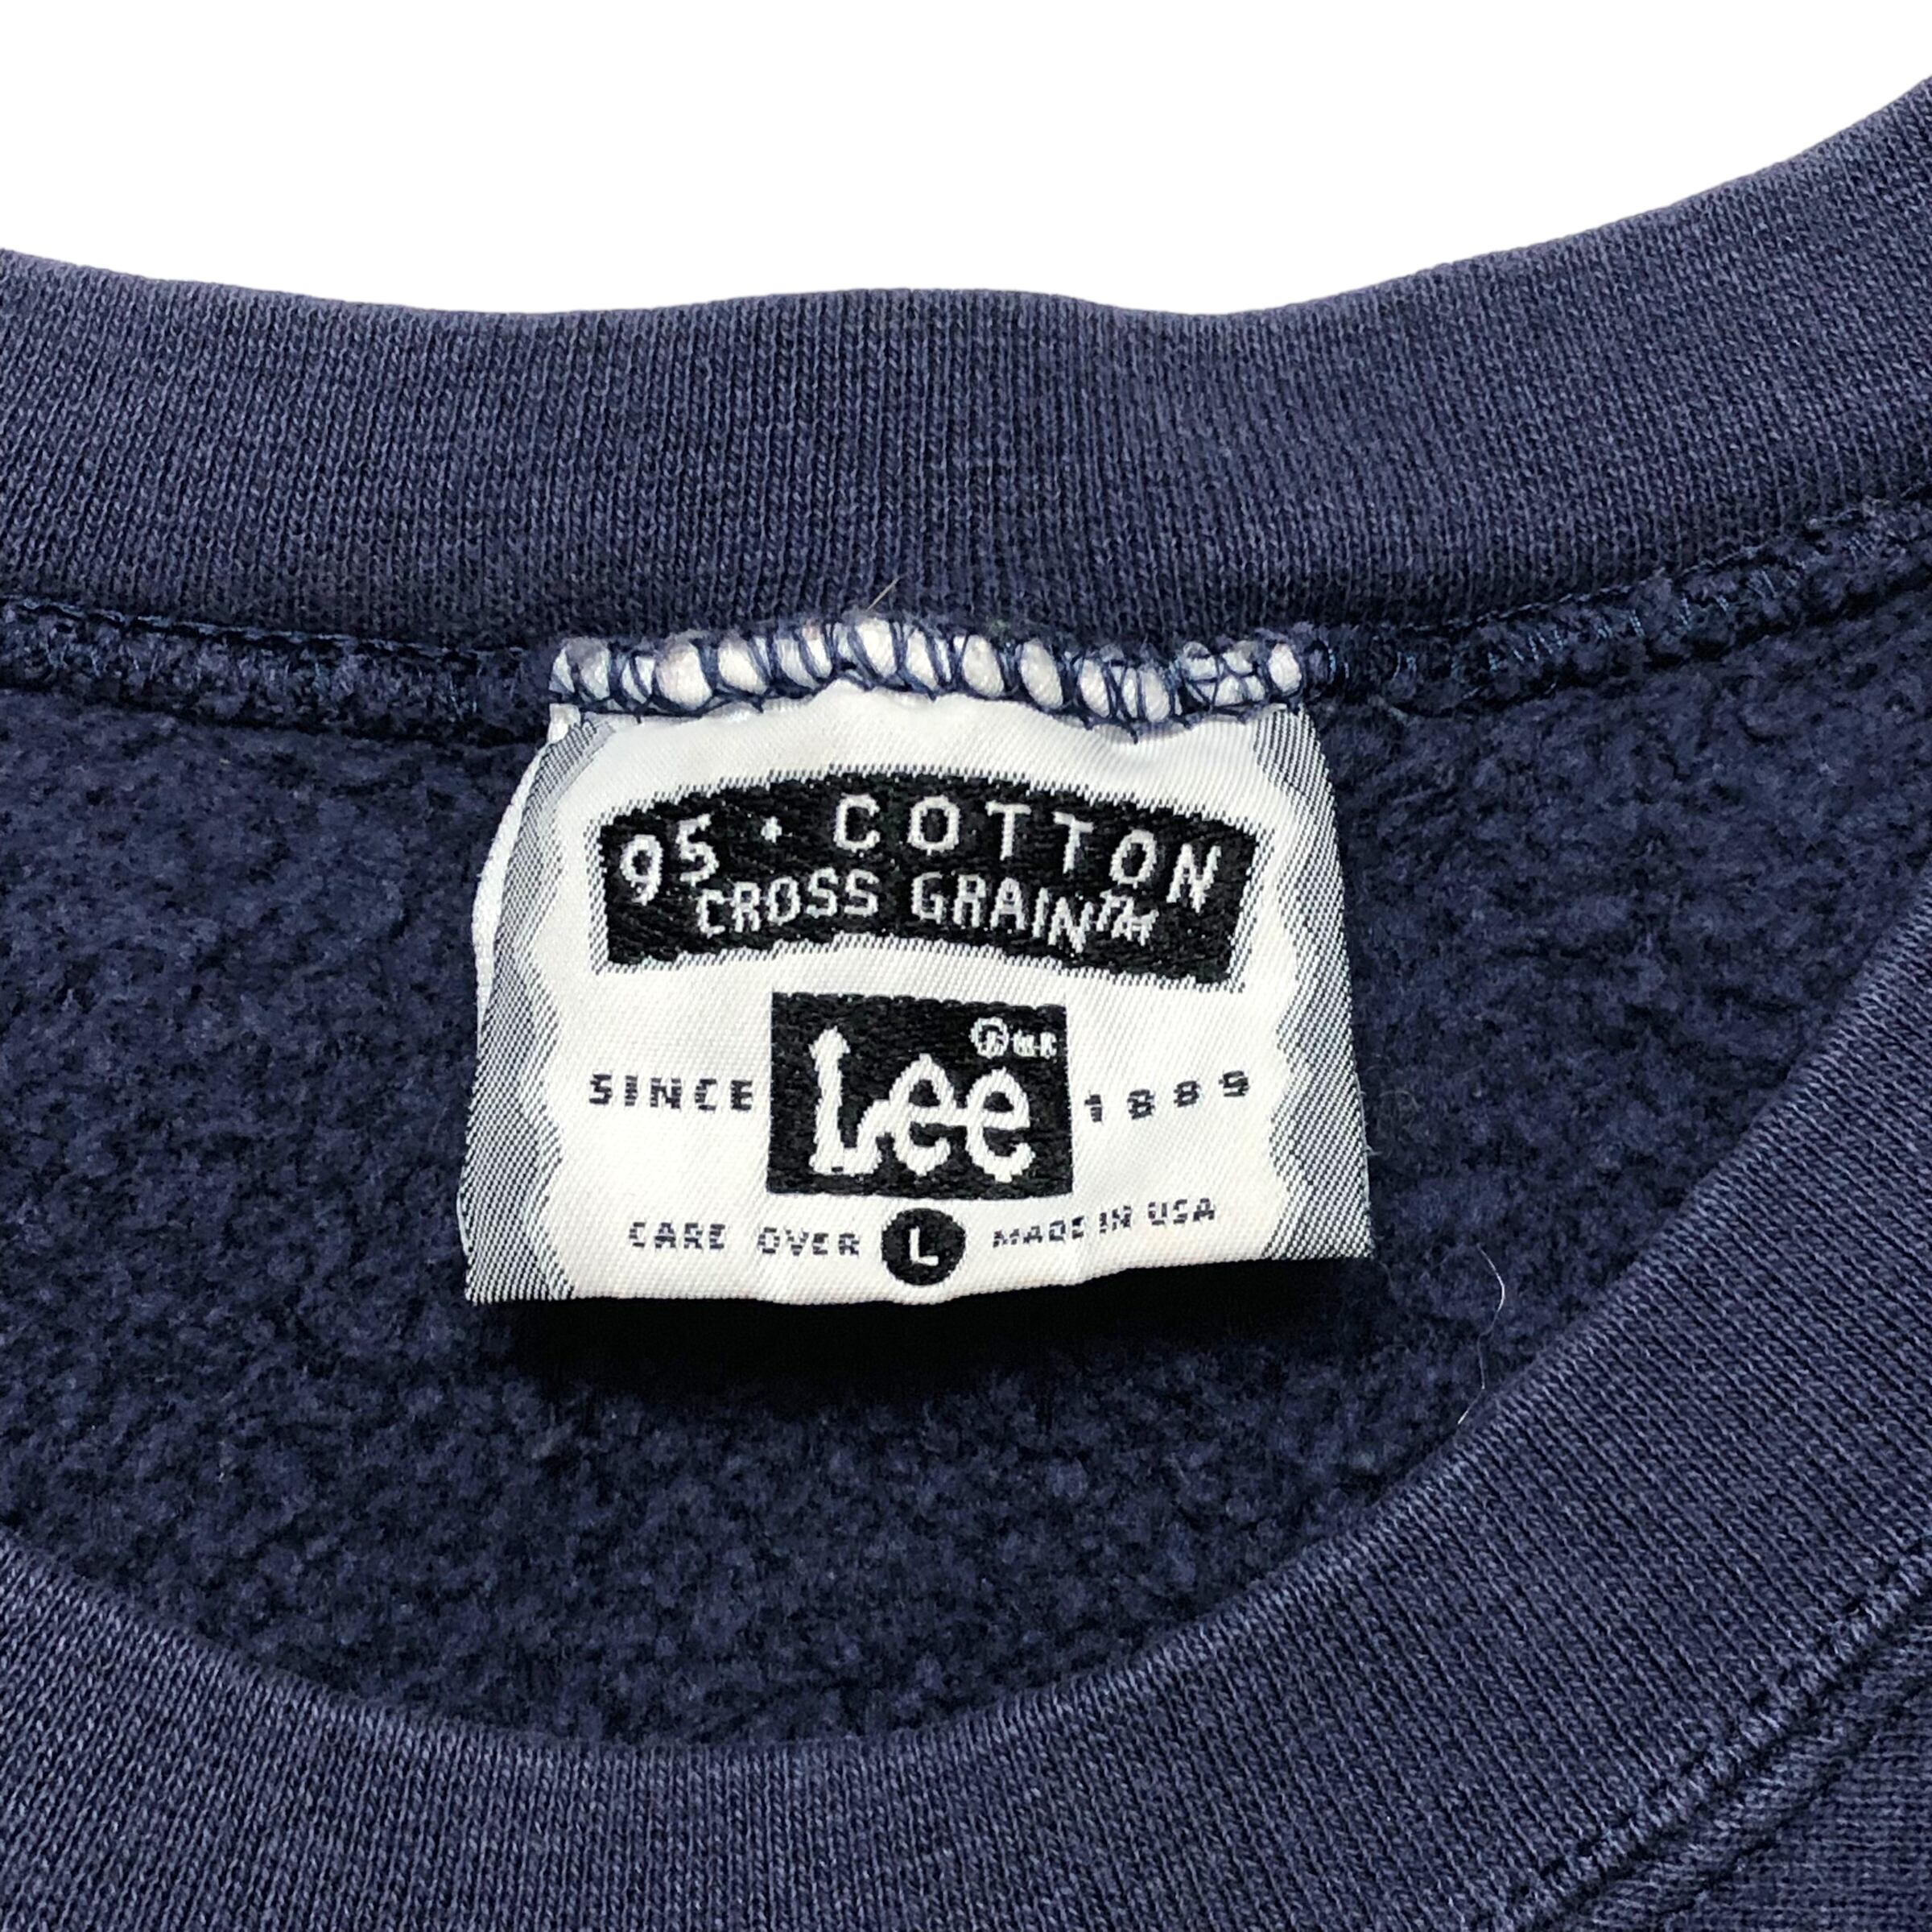 95 · COTTON
CROSS GRAIN™
SINCE Lee ® M.R. 1889
CARE OVER L MADE IN USA